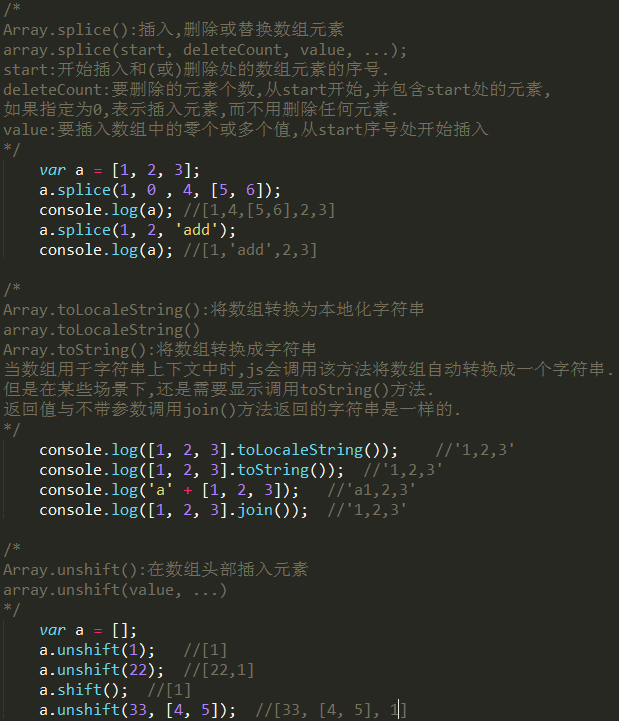 /*
Array.splice():插入,删除或替换数组元素
array.splice(start, deleteCount, value, ...);
start:开始插入和(或)删除处的数组元素的序号.
deleteCount:要删除的元素个数,从start开始,并包含start处的元素,
如果指定为0,表示插入元素,而不用删除任何元素.
value:要插入数组中的零个或多个值,从start序号处开始插入
*/
var a = [1, 2, 3];
a.splice(1, 0 , 4, [5, 6]);
console.log(a); //[1,4,[5,6],2,3]
a.splice(1, 2, 'add');
console.log(a); //[1,'add',2,3]
/*
Array.toLocaleString():将数组转换为本地化字符串
array.toLocaleString()
Array.toString():将数组转换成字符串
当数组用于字符串上下文中时,js会调用该方法将数组自动转换成一个字符串.
但是在某些场景下,还是需要显示调用toString()方法.
返回值与不带参数调用join()方法返回的字符串是一样的.
*/
console.log([1, 2, 3].toLocaleString()); //'1,2,3'
console.log([1, 2, 3].toString()); //'1,2,3'
console.log('a' + [1, 2, 3]); //'a1,2,3'
console.log([1, 2, 3].join()); //'1,2,3'
/*
Array.unshift():在数组头部插入元素
array.unshift(value, ...)
*/
var a = [];
a.unshift(1); //[1]
a.unshift(22); //[22,1]
a.shift(); //[1]
a.unshift(33, [4, 5]); //[33, [4, 5], 1]